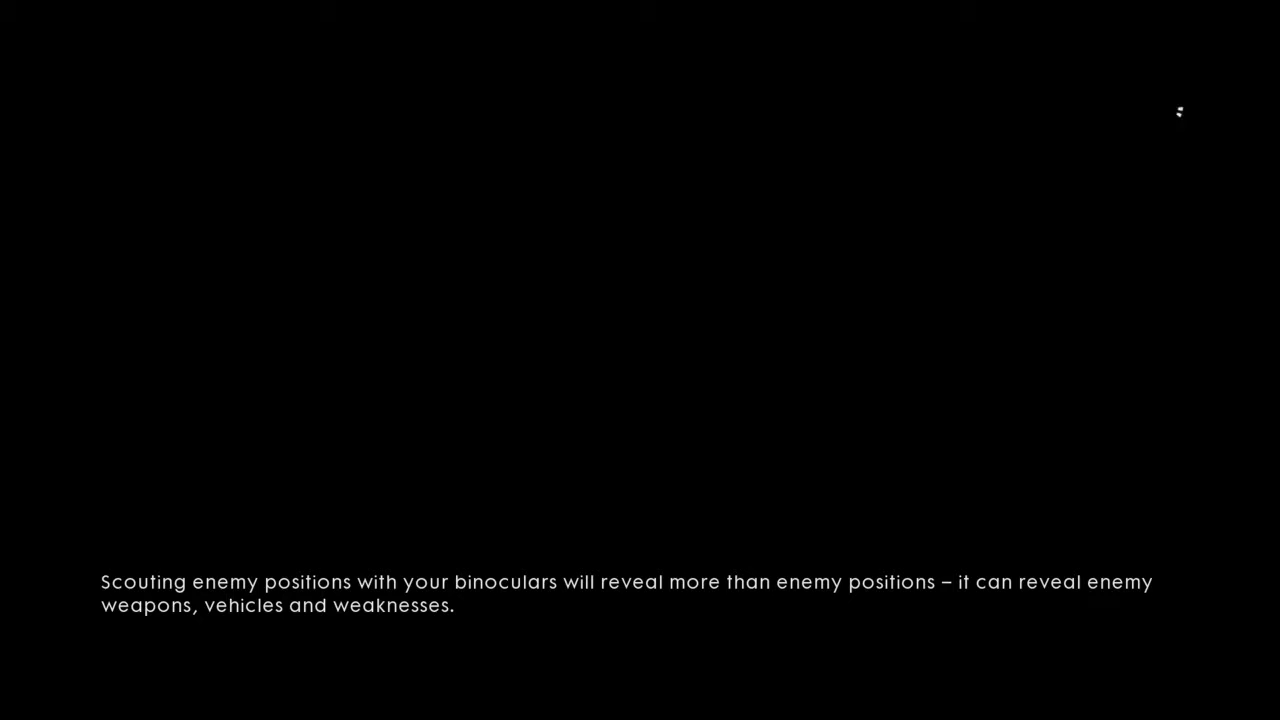 Scouting enemy positions with your binoculars will reveal more than enemy positions – it can reveal enemy
weapons, vehicles and weaknesses.